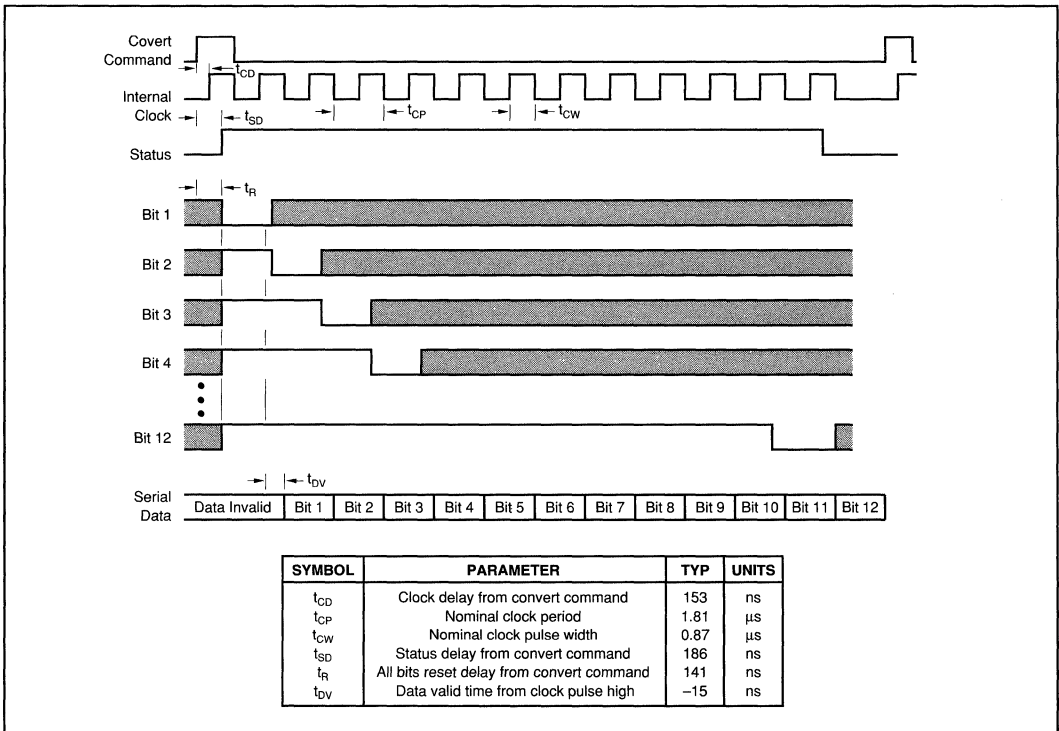 Covert
Command
tCD
Internal
Clock
tCP
tCW
tSD
Status
tR
Bit 1
Bit 2
Bit 3
Bit 4
Bit 12
tDV
Serial
Data
Data Invalid Bit 1 Bit 2 Bit 3 Bit 4 Bit 5 Bit 6 Bit 7 Bit 8 Bit 9 Bit 10 Bit 11 Bit 12
SYMBOL PARAMETER TYP UNITS
tCD Clock delay from convert command 153 ns
tCP Nominal clock period 1.81 µs
tCW Nominal clock pulse width 0.87 µs
tSD Status delay from convert command 186 ns
tR All bits reset delay from convert command 141 ns
tDV Data valid time from clock pulse high –15 ns